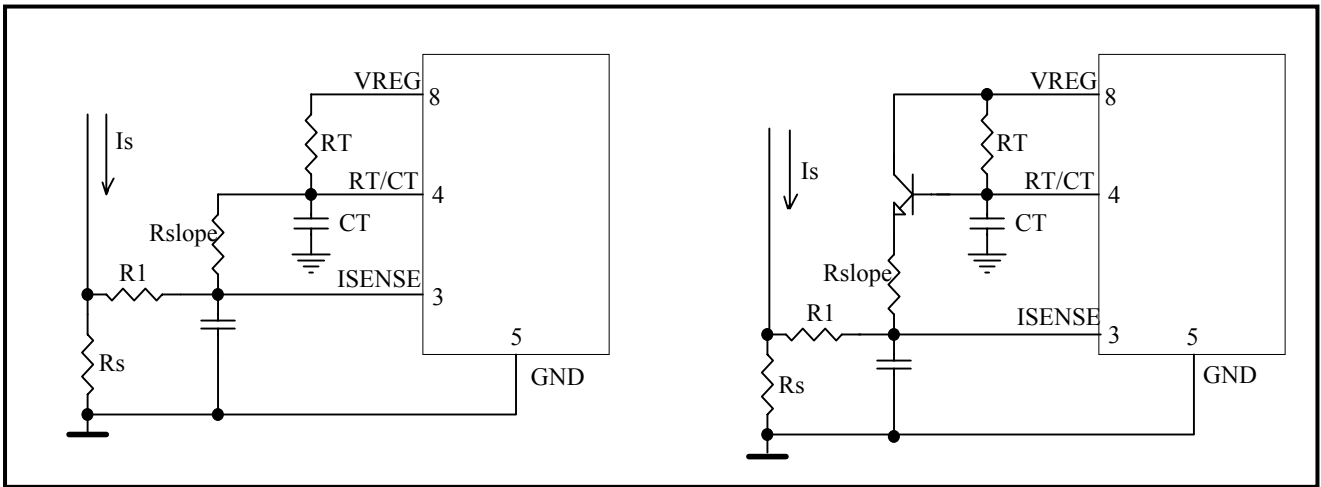 VREG
8
Is
RT
RT/CT
4
CT
Rslope
R1
ISENSE
3
5
Rs
GND
VREG
8
Is
RT
RT/CT
4
CT
Rslope
R1
ISENSE
3
5
Rs
GND